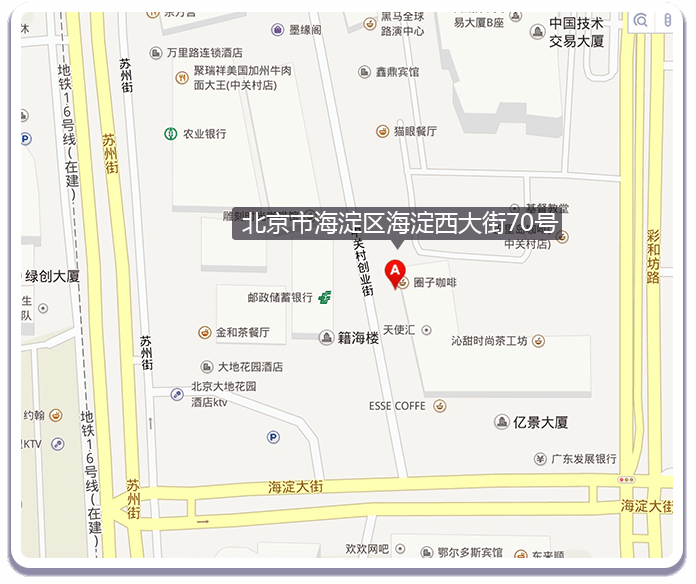 黑马全球
路演中心
易大厦B座
中国技术
交易大厦
墨缘阁
万里路连锁酒店
苏州街
聚瑞祥美国加州牛肉
面大王(中关村店)
鑫鼎宾馆
地铁16号线(在建)
农业银行
猫眼餐厅
苏州街
基督教堂
北京市海淀区海淀西大街70号
中关村店)
彩和坊路
关村创业街
A
绿创大厦
圈子咖啡
邮政储蓄银行
生
队
天使汇
金和茶餐厅
籍海楼
沁甜时尚茶工坊
苏州街
大地花园酒店
北京大地花园
酒店ktv
ESSE COFFE
约翰
亿景大厦
KTV
P
P
广东发展银行
地铁16号线(在建)
苏州街
海淀大街
海淀大街
欢欢网吧
鄂尔多斯宾馆
东来顺